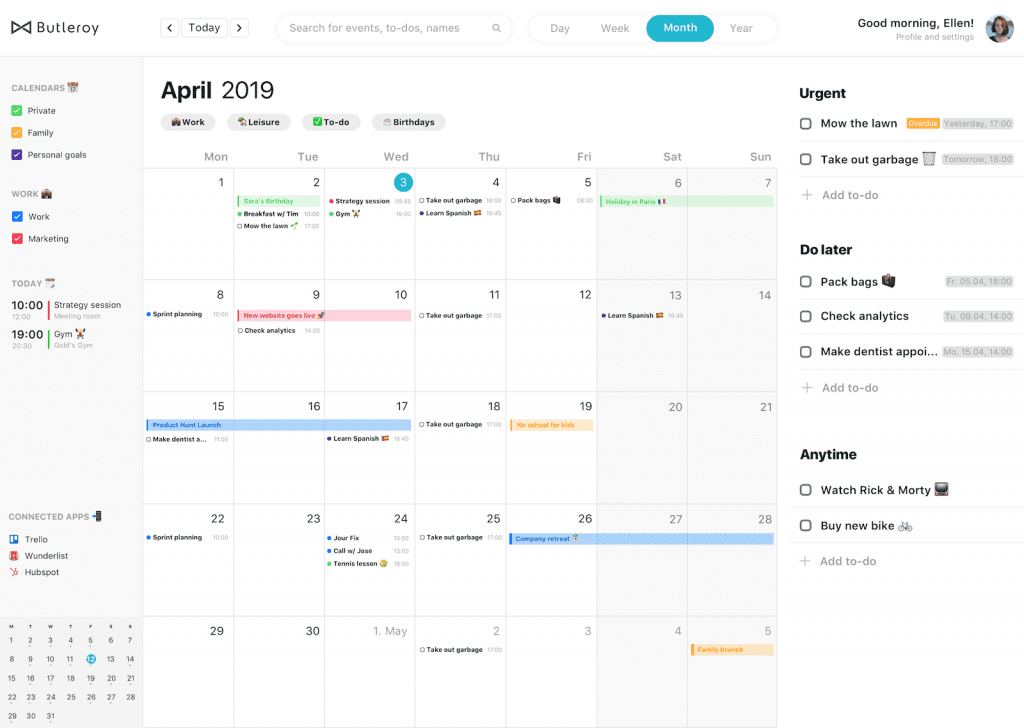 Butleroy
Today
Search for events, to-dos, names
Day Week Month Year
Good morning, Ellen!
Profile and settings
CALENDARS
Private
Family
Personal goals
WORK
Work
Marketing
TODAY
10:00 Strategy session
12:00 Meeting room
19:00 Gym
20:30 Gold's Gym
CONNECTED APPS
Trello
Wunderlist
Hubspot
M T W T F S S
1 2 3 4 5 6 7
8 9 10 11 12 13 14
15 16 17 18 19 20 21
22 23 24 25 26 27 28
29 30 31
April 2019
Work Leisure To-do Birthdays
Mon Tue Wed Thu Fri Sat Sun
1 2 3 4 5 6 7
Sara's Birthday Strategy session 09:45 Take out garbage 18:00 Pack bags 08:00 Holiday in Paris
Breakfast w/ Tim 10:00 Gym 19:00 Learn Spanish 19:45
Mow the lawn 17:00
8 9 10 11 12 13 14
Sprint planning 10:00 New website goes live Take out garbage 17:00 Learn Spanish 19:45
Check analytics 14:00
15 16 17 18 19 20 21
Product Hunt Launch Take out garbage 17:00 No school for kids
Make dentist a... 11:00 Learn Spanish 19:45
22 23 24 25 26 27 28
Sprint planning 10:00 Jour Fix 10:00 Take out garbage 17:00 Company retreat
Call w/ Jose 13:00
Tennis lesson 18:00
29 30 1. May 2 3 4 5
Take out garbage 17:00 Family brunch
Urgent
Mow the lawn Overdue Yesterday, 17:00
Take out garbage Tomorrow, 18:00
Add to-do
Do later
Pack bags Fr. 05.04, 18:00
Check analytics Tu. 09.04, 14:00
Make dentist appoi... Mo. 15.04, 14:00
Add to-do
Anytime
Watch Rick & Morty
Buy new bike
Add to-do